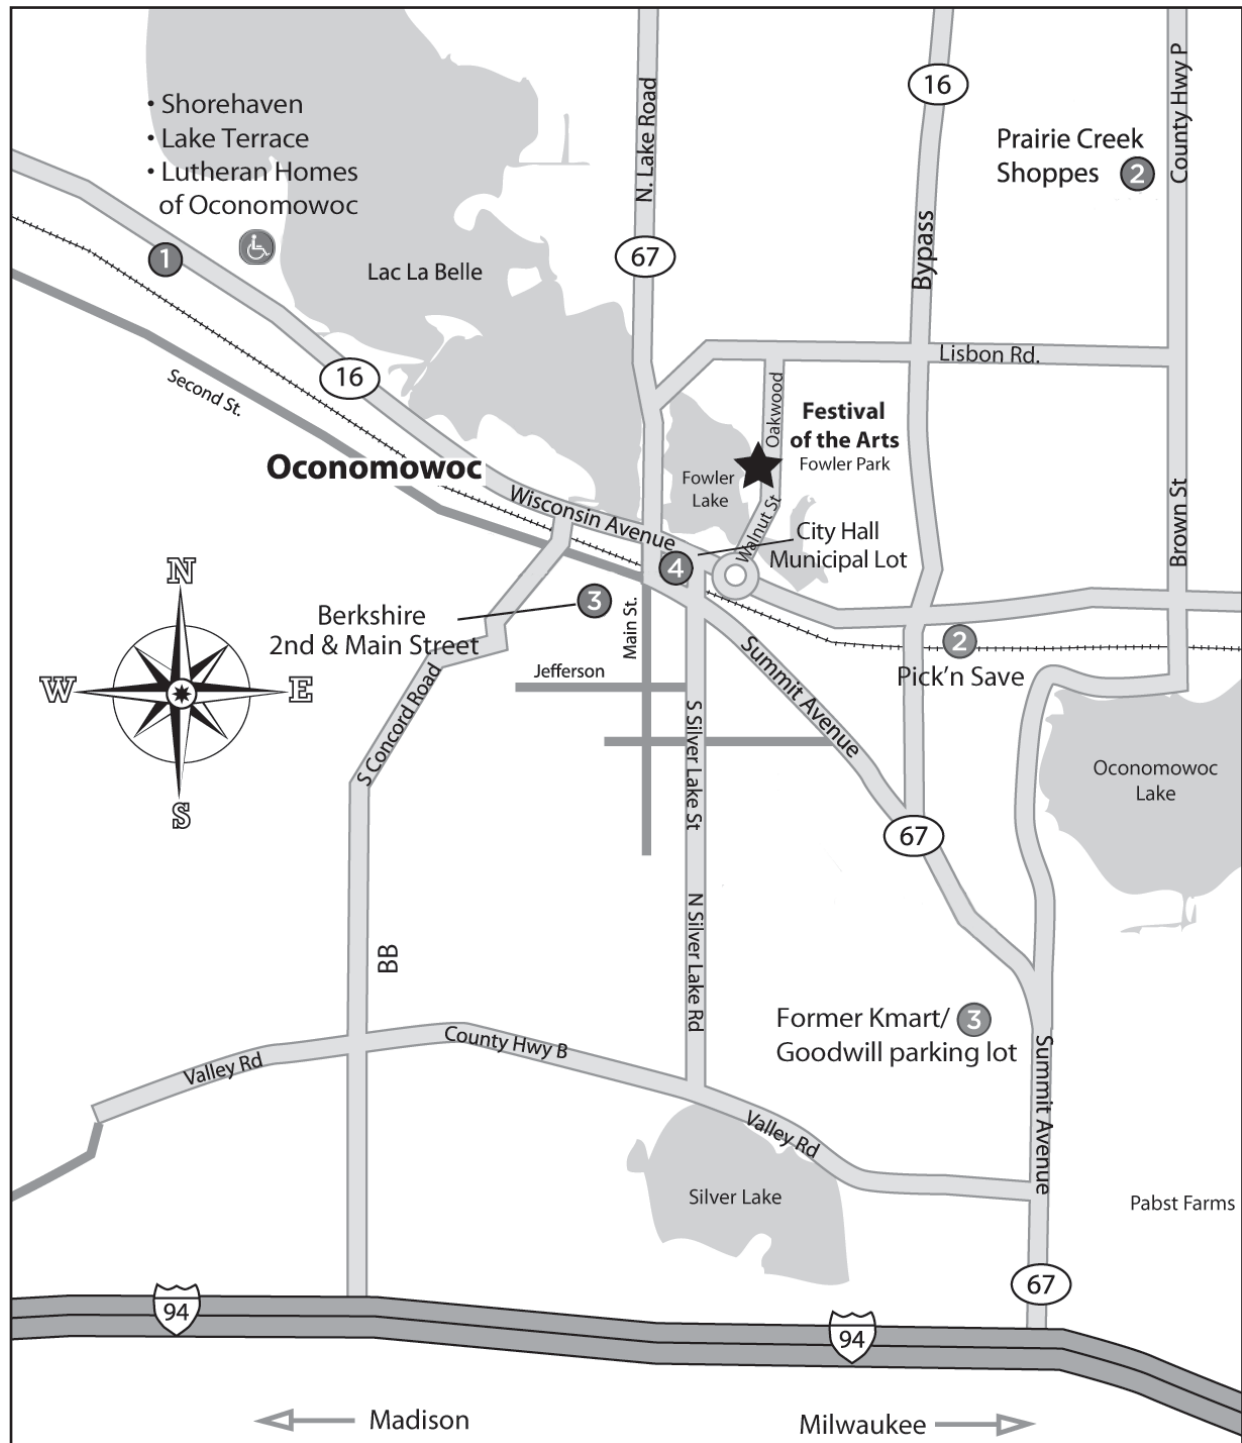 • Shorehaven
• Lake Terrace
• Lutheran Homes
of Oconomowoc
1
Lac La Belle
N. Lake Road
67
16
Bypass
Prairie Creek
Shoppes 2
County Hwy P
Lisbon Rd.
16
Second St.
Oconomowoc
Wisconsin Avenue
Oakwood
Festival
of the Arts
Fowler Park
Fowler
Lake
Walnut St
City Hall
Municipal Lot
4
Brown St
N
W
E
S
Berkshire
2nd & Main Street
3
Main St.
Jefferson
S Concord Road
S Silver Lake St
Summit Avenue
2
Pick'n Save
Oconomowoc
Lake
67
BB
N Silver Lake Rd
Former Kmart/ 3
Goodwill parking lot
Valley Rd
County Hwy B
Valley Rd
Summit Avenue
Silver Lake
Pabst Farms
67
94
94
Madison
Milwaukee